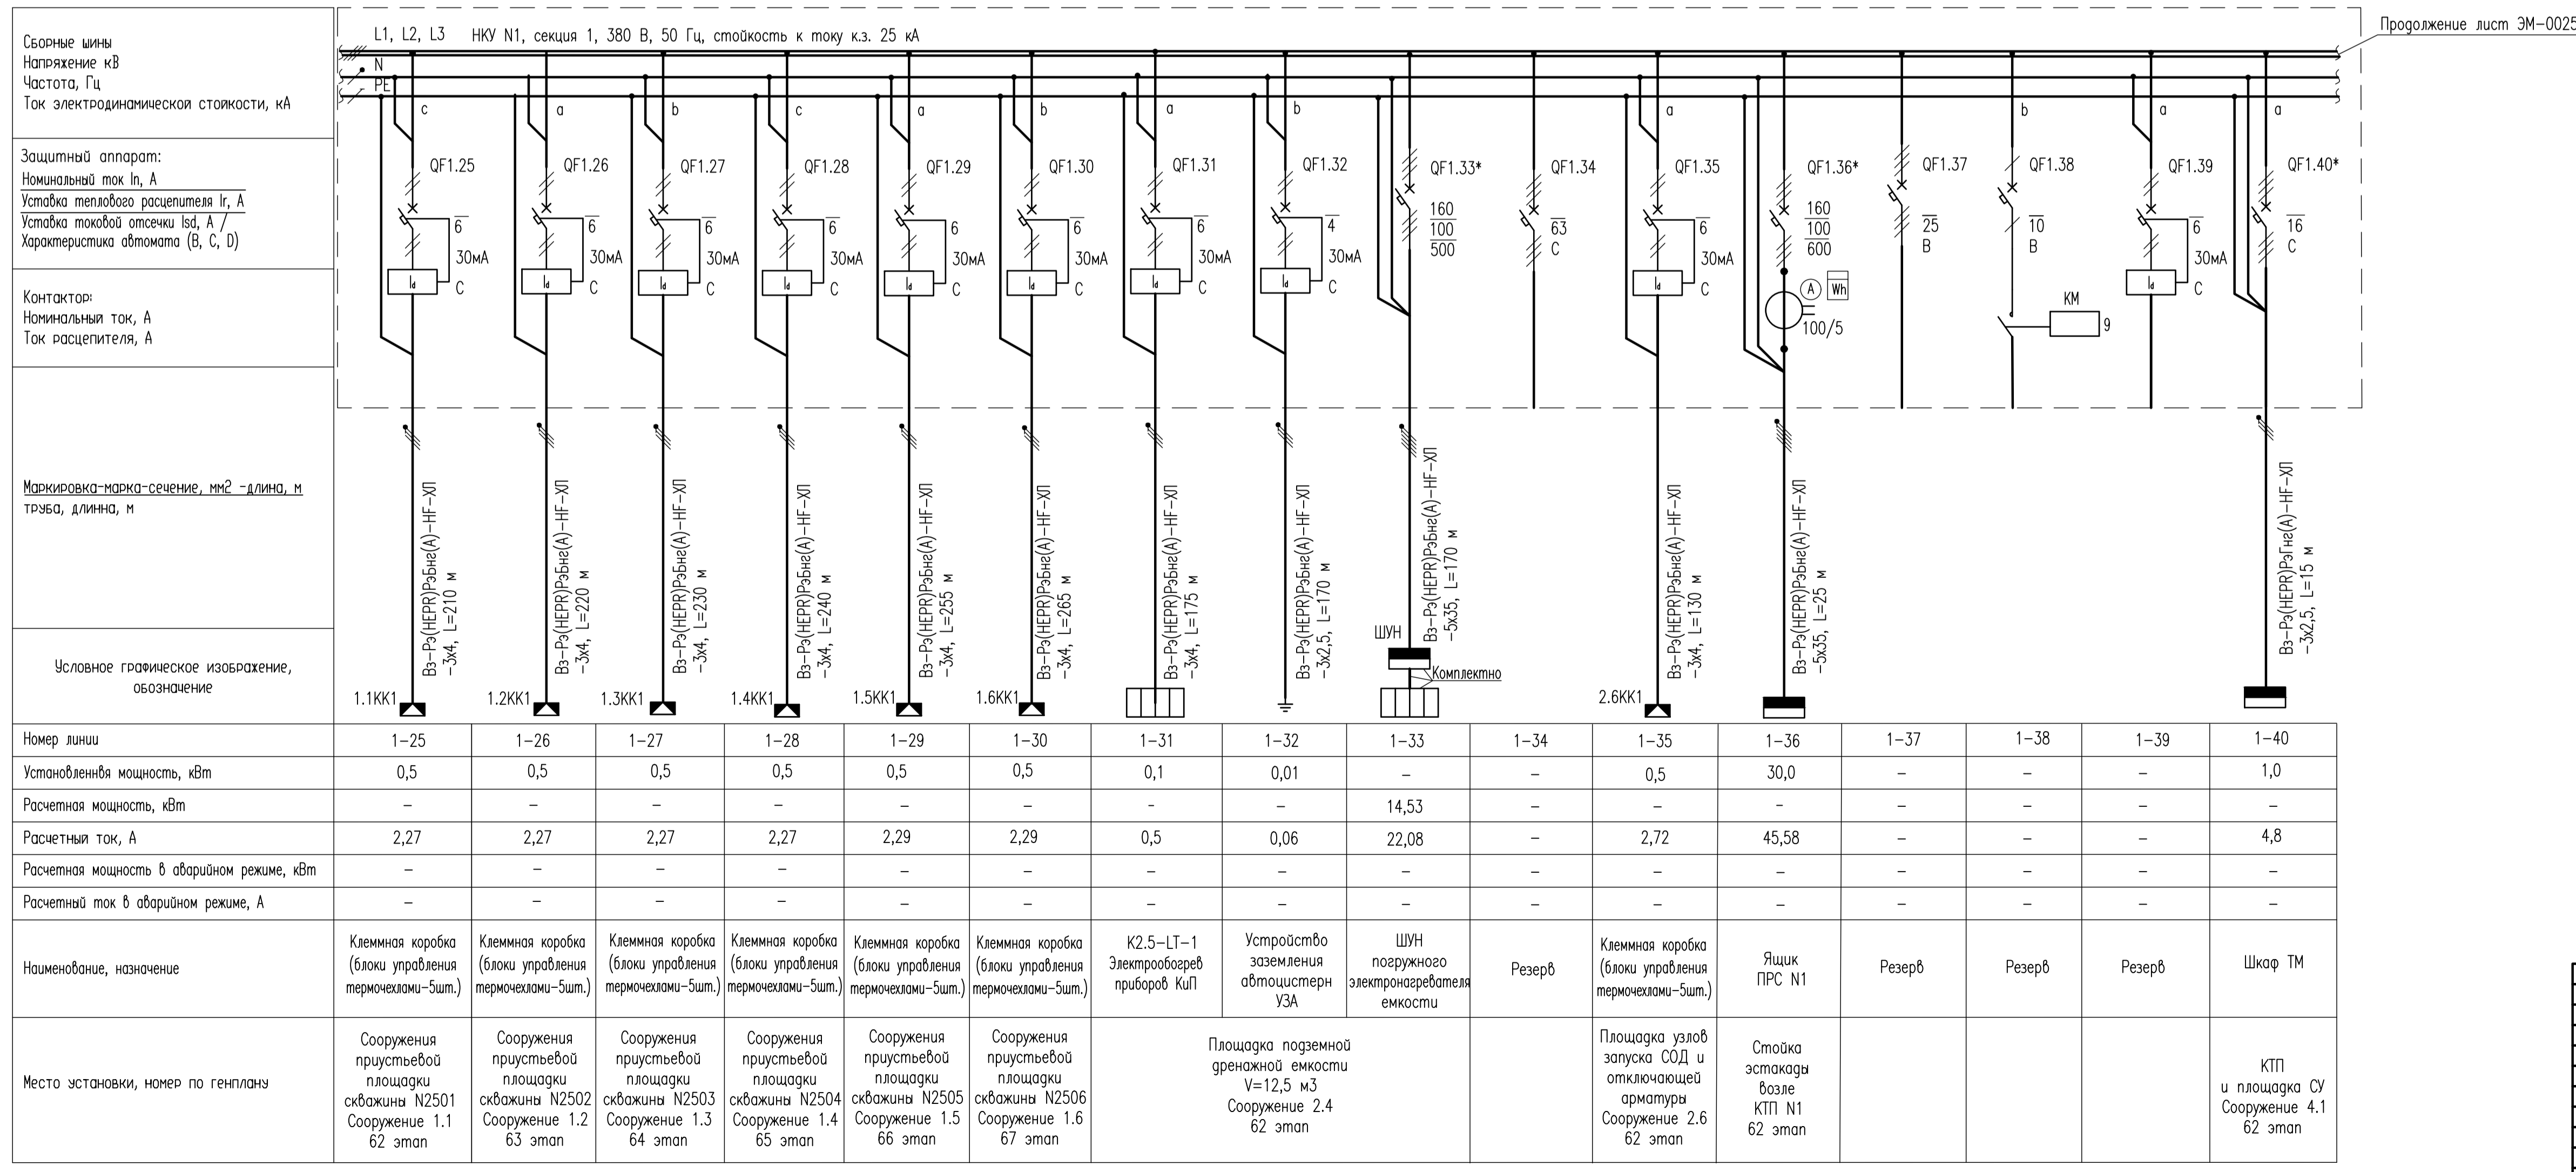 Сборные шины
Напряжение кВ
Частота, Гц
Ток электродинамической стойкости, кА
L1, L2, L3 НКУ N1, секция 1, 380 В, 50 Гц, стойкость к току к.з. 25 кА
N
PE
Продолжение лист ЭМ-0025
c a b c a b a b a b a a
Защитный аппарат:
Номинальный ток In, А
Уставка теплового расцепителя Ir, А
Уставка токовой отсечки Isd, А /
Характеристика автомата (B, C, D)
QF1.25
6
30мА
Id C
QF1.26
6
30мА
Id C
QF1.27
6
30мА
Id C
QF1.28
6
30мА
Id C
QF1.29
6
30мА
Id C
QF1.30
6
30мА
Id C
QF1.31
6
30мА
Id C
QF1.32
4
30мА
Id C
QF1.33*
160
100
500
QF1.34
63
C
QF1.35
6
30мА
Id C
QF1.36*
160
100
600
A Wh
100/5
QF1.37
25
B
QF1.38
10
B
КМ
9
QF1.39
6
30мА
Id C
QF1.40*
16
C
Контактор:
Номинальный ток, А
Ток расцепителя, А
Маркировка-марка-сечение, мм2 -длина, м
труба, длинна, м
Вз-Рэ(HEPR)РэБнг(А)-HF-ХЛ
-3х4, L=210 м
Вз-Рэ(HEPR)РэБнг(А)-HF-ХЛ
-3х4, L=220 м
Вз-Рэ(HEPR)РэБнг(А)-HF-ХЛ
-3х4, L=230 м
Вз-Рэ(HEPR)РэБнг(А)-HF-ХЛ
-3х4, L=240 м
Вз-Рэ(HEPR)РэБнг(А)-HF-ХЛ
-3х4, L=255 м
Вз-Рэ(HEPR)РэБнг(А)-HF-ХЛ
-3х4, L=265 м
Вз-Рэ(HEPR)РэБнг(А)-HF-ХЛ
-3х4, L=175 м
Вз-Рэ(HEPR)РэБнг(А)-HF-ХЛ
-3х2,5, L=170 м
Вз-Рэ(HEPR)РэБнг(А)-HF-ХЛ
-5х35, L=170 м
Вз-Рэ(HEPR)РэБнг(А)-HF-ХЛ
-3х4, L=130 м
Вз-Рэ(HEPR)РэБнг(А)-HF-ХЛ
-5х35, L=25 м
Вз-Рэ(HEPR)РэГнг(А)-HF-ХЛ
-3х2,5, L=15 м
Условное графическое изображение,
обозначение
1.1КК1 1.2КК1 1.3КК1 1.4КК1 1.5КК1 1.6КК1
ШУН
Комплектно
2.6КК1
Номер линии 1-25 1-26 1-27 1-28 1-29 1-30 1-31 1-32 1-33 1-34 1-35 1-36 1-37 1-38 1-39 1-40
Установленнвя мощность, кВт 0,5 0,5 0,5 0,5 0,5 0,5 0,1 0,01 - - 0,5 30,0 - - - 1,0
Расчетная мощность, кВт - - - - - - - - 14,53 - - - - - - -
Расчетный ток, А 2,27 2,27 2,27 2,27 2,29 2,29 0,5 0,06 22,08 - 2,72 45,58 - - - 4,8
Расчетная мощность в аварийном режиме, кВт - - - - - - - - - - - - - - - -
Расчетный ток в аварийном режиме, А - - - - - - - - - - - - - - - -
Наименование, назначение
Клеммная коробка
(блоки управления
термочехлами-5шт.)
Клеммная коробка
(блоки управления
термочехлами-5шт.)
Клеммная коробка
(блоки управления
термочехлами-5шт.)
Клеммная коробка
(блоки управления
термочехлами-5шт.)
Клеммная коробка
(блоки управления
термочехлами-5шт.)
Клеммная коробка
(блоки управления
термочехлами-5шт.)
К2.5-LT-1
Электрообогрев
приборов КиП
Устройство
заземления
автоцистерн
УЗА
ШУН
погружного
электронагревателя
емкости
Резерв
Клеммная коробка
(блоки управления
термочехлами-5шт.)
Ящик
ПРС N1
Резерв
Резерв
Резерв
Шкаф ТМ
Место установки, номер по генплану
Сооружения
приустьевой
площадки
скважины N2501
Сооружение 1.1
62 этап
Сооружения
приустьевой
площадки
скважины N2502
Сооружение 1.2
63 этап
Сооружения
приустьевой
площадки
скважины N2503
Сооружение 1.3
64 этап
Сооружения
приустьевой
площадки
скважины N2504
Сооружение 1.4
65 этап
Сооружения
приустьевой
площадки
скважины N2505
Сооружение 1.5
66 этап
Сооружения
приустьевой
площадки
скважины N2506
Сооружение 1.6
67 этап
Площадка подземной
дренажной емкости
V=12,5 м3
Сооружение 2.4
62 этап
Площадка узлов
запуска СОД и
отключающей
арматуры
Сооружение 2.6
62 этап
Стойка
эстакады
возле
КТП N1
62 этап
КТП
и площадка СУ
Сооружение 4.1
62 этап